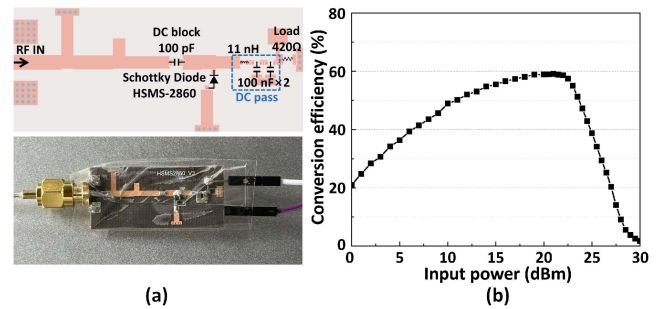 DC block
100 pF
Load
420Ω
11 nH
RF IN
Schottky Diode
HSMS-2860
100 nF×2
DC pass
HSMS2860_V3
(a)
Conversion efficiency (%)
80
60
40
20
0
0 5 10 15 20 25 30
Input power (dBm)
(b)